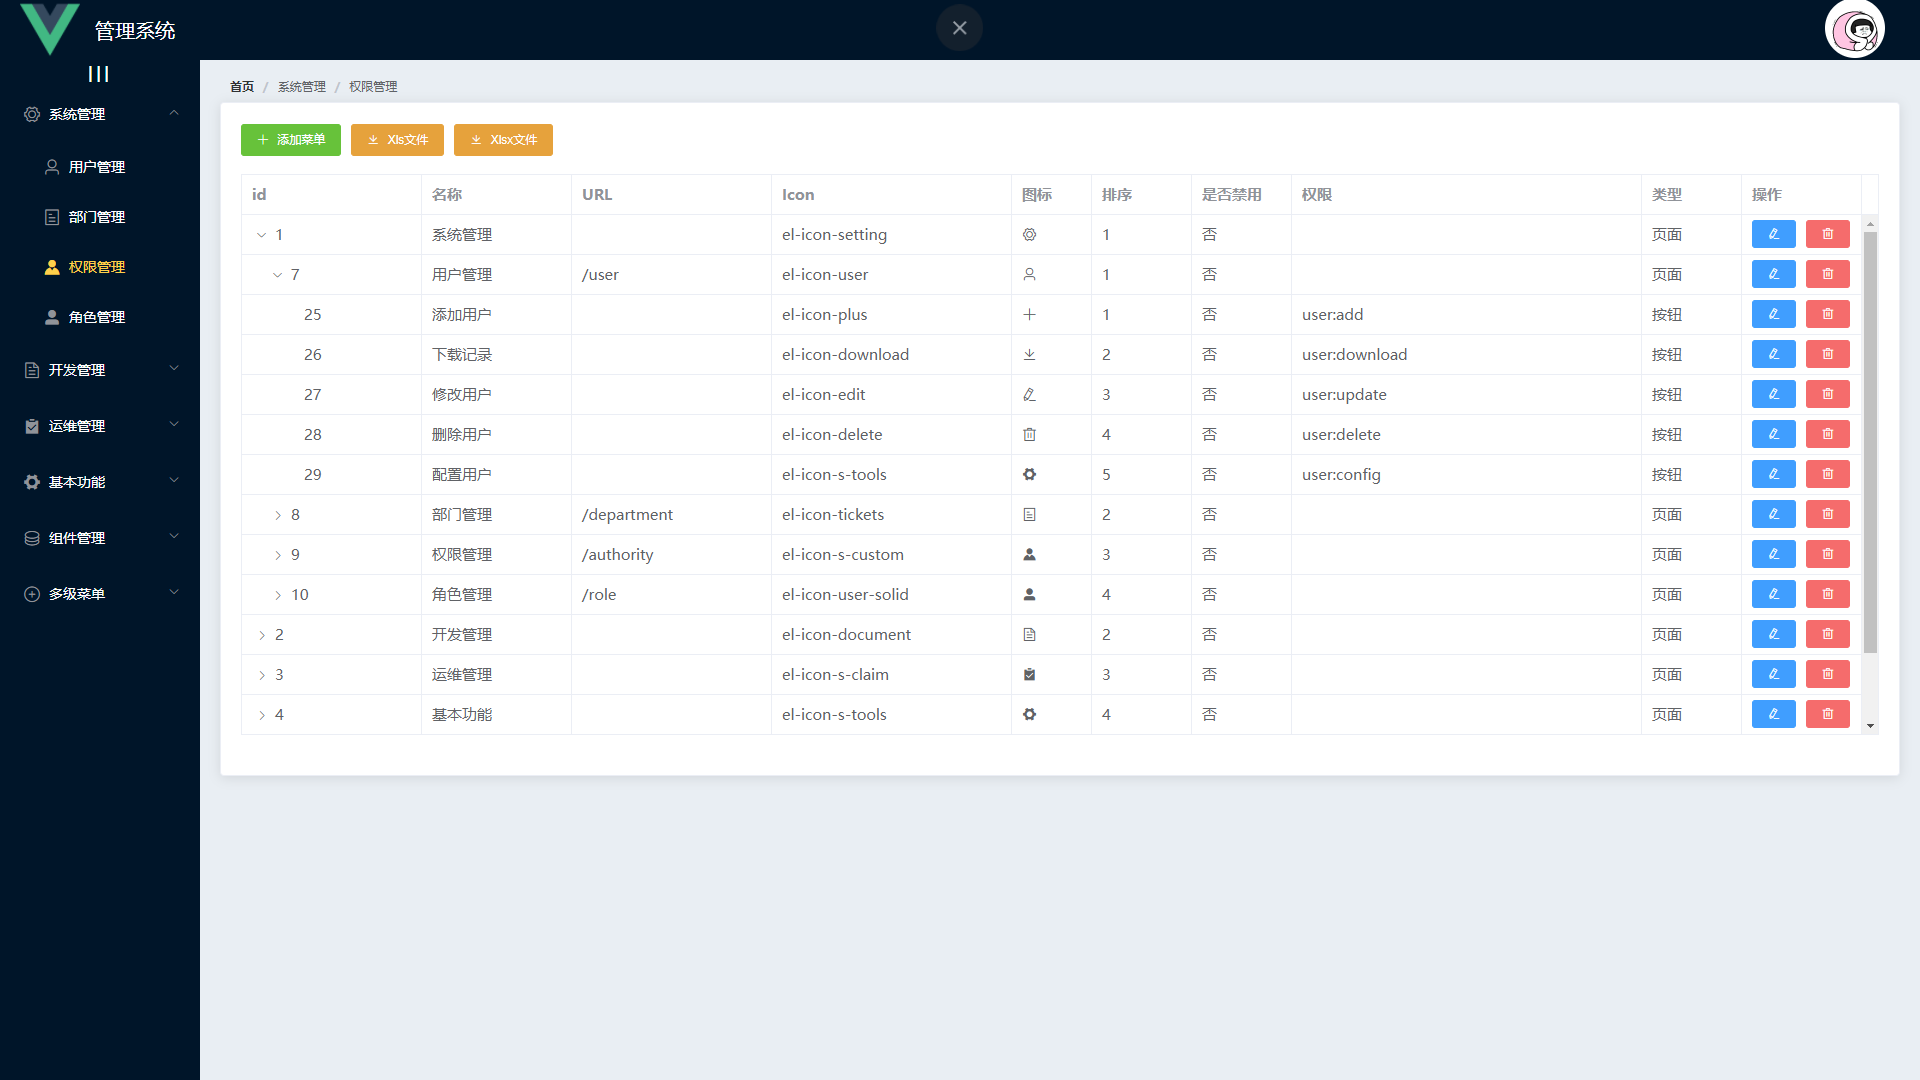 管理系统
首页 / 系统管理 / 权限管理
系统管理
用户管理
部门管理
权限管理
角色管理
开发管理
运维管理
基本功能
组件管理
多级菜单
添加菜单 Xls文件 Xlsx文件
id 名称 URL Icon 图标 排序 是否禁用 权限 类型 操作
1 系统管理 el-icon-setting 1 否 页面
7 用户管理 /user el-icon-user 1 否 页面
25 添加用户 el-icon-plus 1 否 user:add 按钮
26 下载记录 el-icon-download 2 否 user:download 按钮
27 修改用户 el-icon-edit 3 否 user:update 按钮
28 删除用户 el-icon-delete 4 否 user:delete 按钮
29 配置用户 el-icon-s-tools 5 否 user:config 按钮
8 部门管理 /department el-icon-tickets 2 否 页面
9 权限管理 /authority el-icon-s-custom 3 否 页面
10 角色管理 /role el-icon-user-solid 4 否 页面
2 开发管理 el-icon-document 2 否 页面
3 运维管理 el-icon-s-claim 3 否 页面
4 基本功能 el-icon-s-tools 4 否 页面